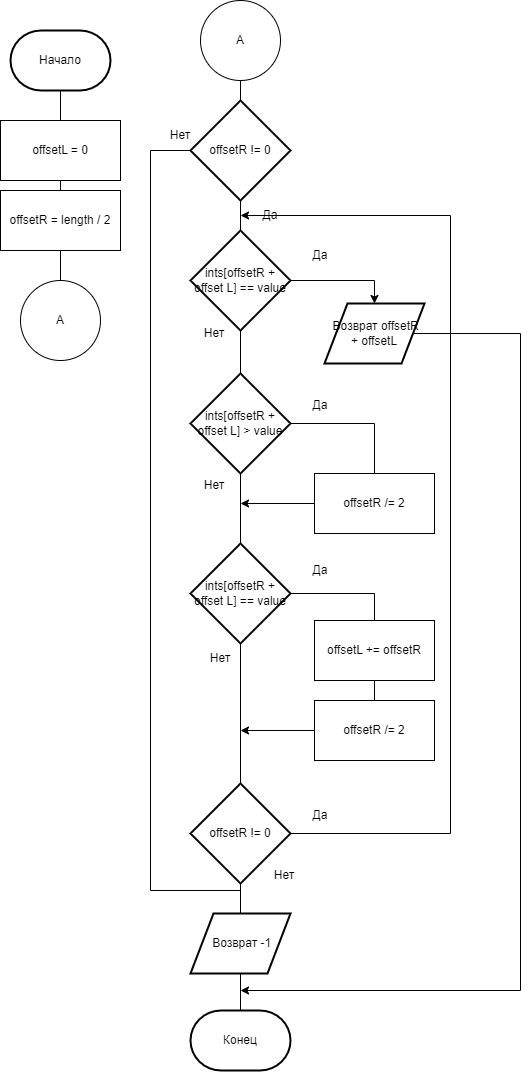 Начало
offsetL = 0
offsetR = length / 2
A
A
Нет
offsetR != 0
Да
Да
ints[offsetR +
offset L] == value
Нет
Возврат offsetR
+ offsetL
Да
ints[offsetR +
offset L] > value
Нет
offsetR /= 2
Да
ints[offsetR +
offset L] == value
Нет
offsetL += offsetR
offsetR /= 2
Да
offsetR != 0
Нет
Возврат -1
Конец